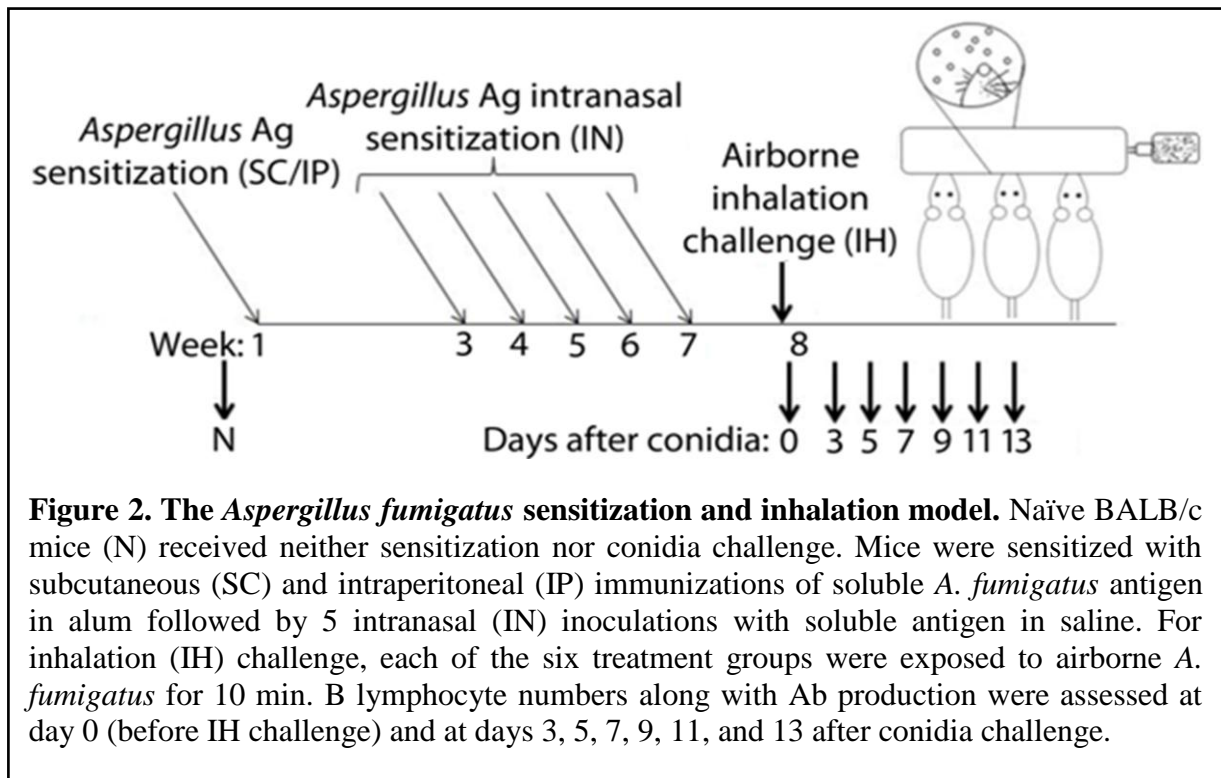 Aspergillus Ag
sensitization (SC/IP)
Aspergillus Ag intranasal
sensitization (IN)
Airborne
inhalation
challenge (IH)
Week: 1 3 4 5 6 7 8
N
Days after conidia: 0 3 5 7 9 11 13
Figure 2. The Aspergillus fumigatus sensitization and inhalation model. Naïve BALB/c
mice (N) received neither sensitization nor conidia challenge. Mice were sensitized with
subcutaneous (SC) and intraperitoneal (IP) immunizations of soluble A. fumigatus antigen
in alum followed by 5 intranasal (IN) inoculations with soluble antigen in saline. For
inhalation (IH) challenge, each of the six treatment groups were exposed to airborne A.
fumigatus for 10 min. B lymphocyte numbers along with Ab production were assessed at
day 0 (before IH challenge) and at days 3, 5, 7, 9, 11, and 13 after conidia challenge.